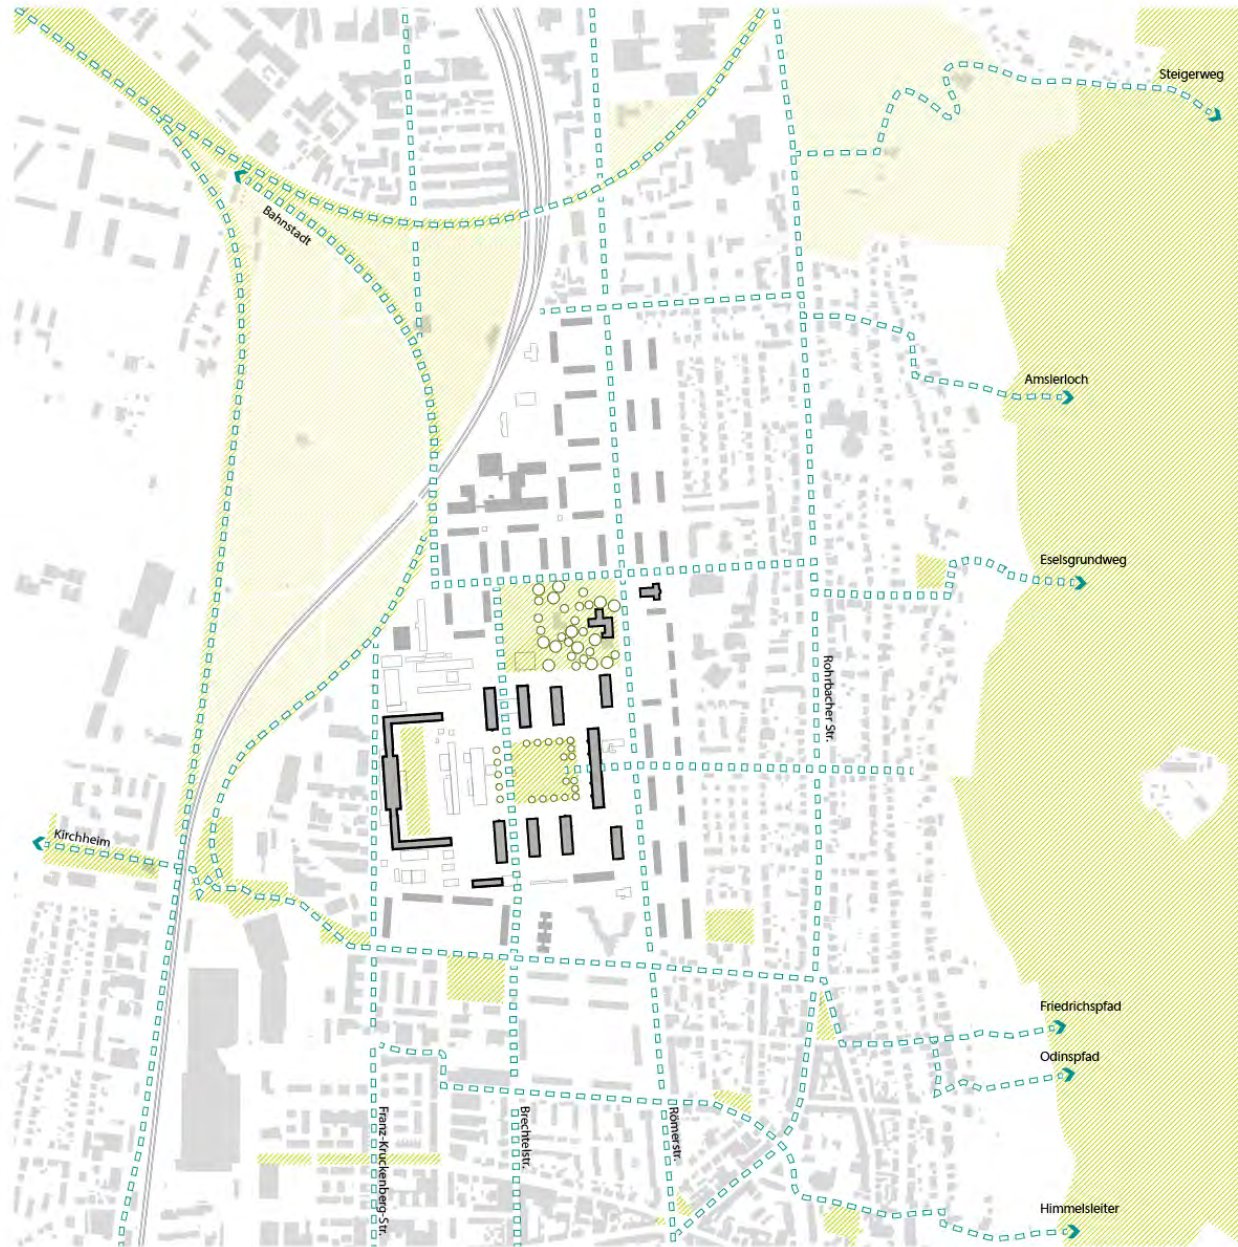 Steigerweg
Bahnstadt
Amslerloch
Eselsgrundweg
Rohrbacher Str.
Kirchheim
Friedrichspfad
Odinspfad
Franz-Kruckenberg-Str.
Brechtelstr.
Römerstr.
Himmelsleiter